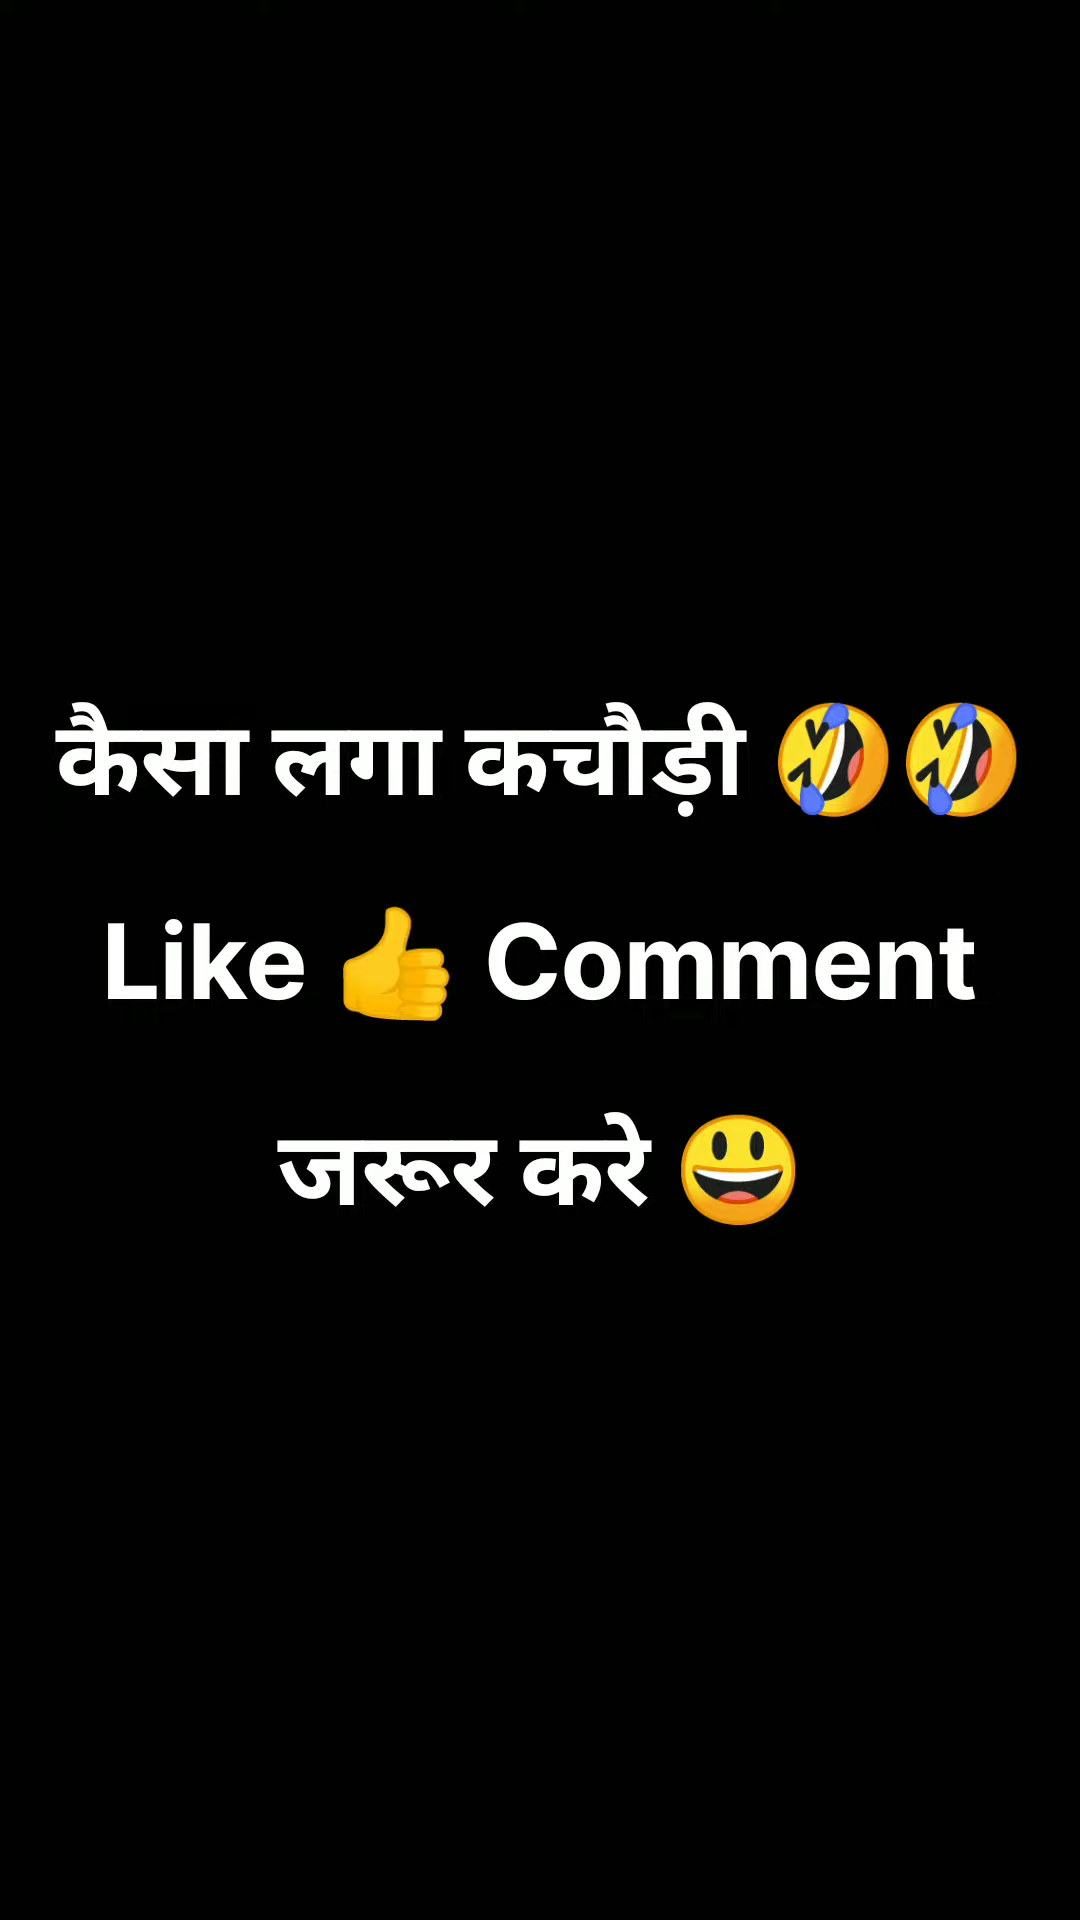 कैसा लगा कचौड़ी 🤣🤣
Like 👍 Comment
जरूर करे 😃